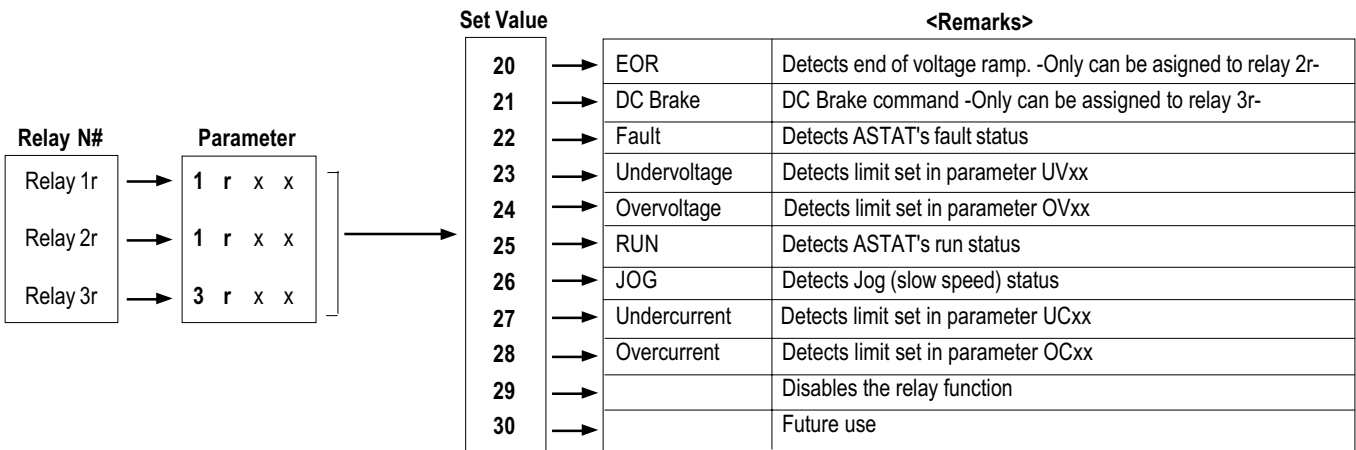 Set Value <Remarks>
20 EOR Detects end of voltage ramp. -Only can be asigned to relay 2r-
21 DC Brake DC Brake command -Only can be assigned to relay 3r-
Relay N# Parameter 22 Fault Detects ASTAT's fault status
Relay 1r 1 r x x 23 Undervoltage Detects limit set in parameter UVxx
24 Overvoltage Detects limit set in parameter OVxx
Relay 2r 1 r x x 25 RUN Detects ASTAT's run status
26 JOG Detects Jog (slow speed) status
Relay 3r 3 r x x 27 Undercurrent Detects limit set in parameter UCxx
28 Overcurrent Detects limit set in parameter OCxx
29 Disables the relay function
30 Future use